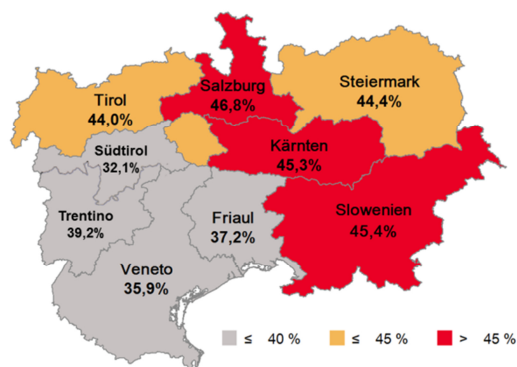 Salzburg
46,8%
Steiermark
44,4%
Tirol
44,0%
Kärnten
45,3%
Südtirol
32,1%
Slowenien
45,4%
Trentino
39,2%
Friaul
37,2%
Veneto
35,9%
≤ 40 % ≤ 45 % > 45 %